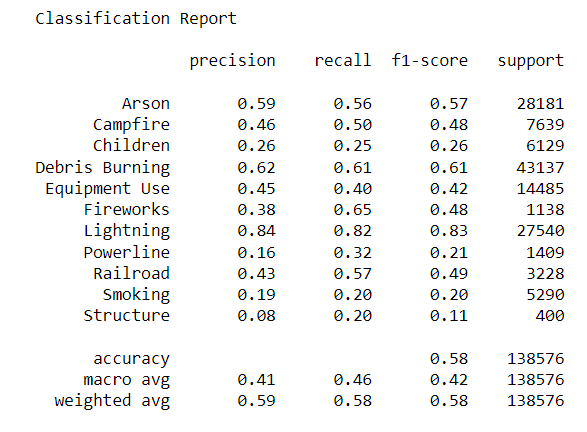 Classification Report
precision recall f1-score support
Arson 0.59 0.56 0.57 28181
Campfire 0.46 0.50 0.48 7639
Children 0.26 0.25 0.26 6129
Debris Burning 0.62 0.61 0.61 43137
Equipment Use 0.45 0.40 0.42 14485
Fireworks 0.38 0.65 0.48 1138
Lightning 0.84 0.82 0.83 27540
Powerline 0.16 0.32 0.21 1409
Railroad 0.43 0.57 0.49 3228
Smoking 0.19 0.20 0.20 5290
Structure 0.08 0.20 0.11 400
accuracy 0.58 138576
macro avg 0.41 0.46 0.42 138576
weighted avg 0.59 0.58 0.58 138576